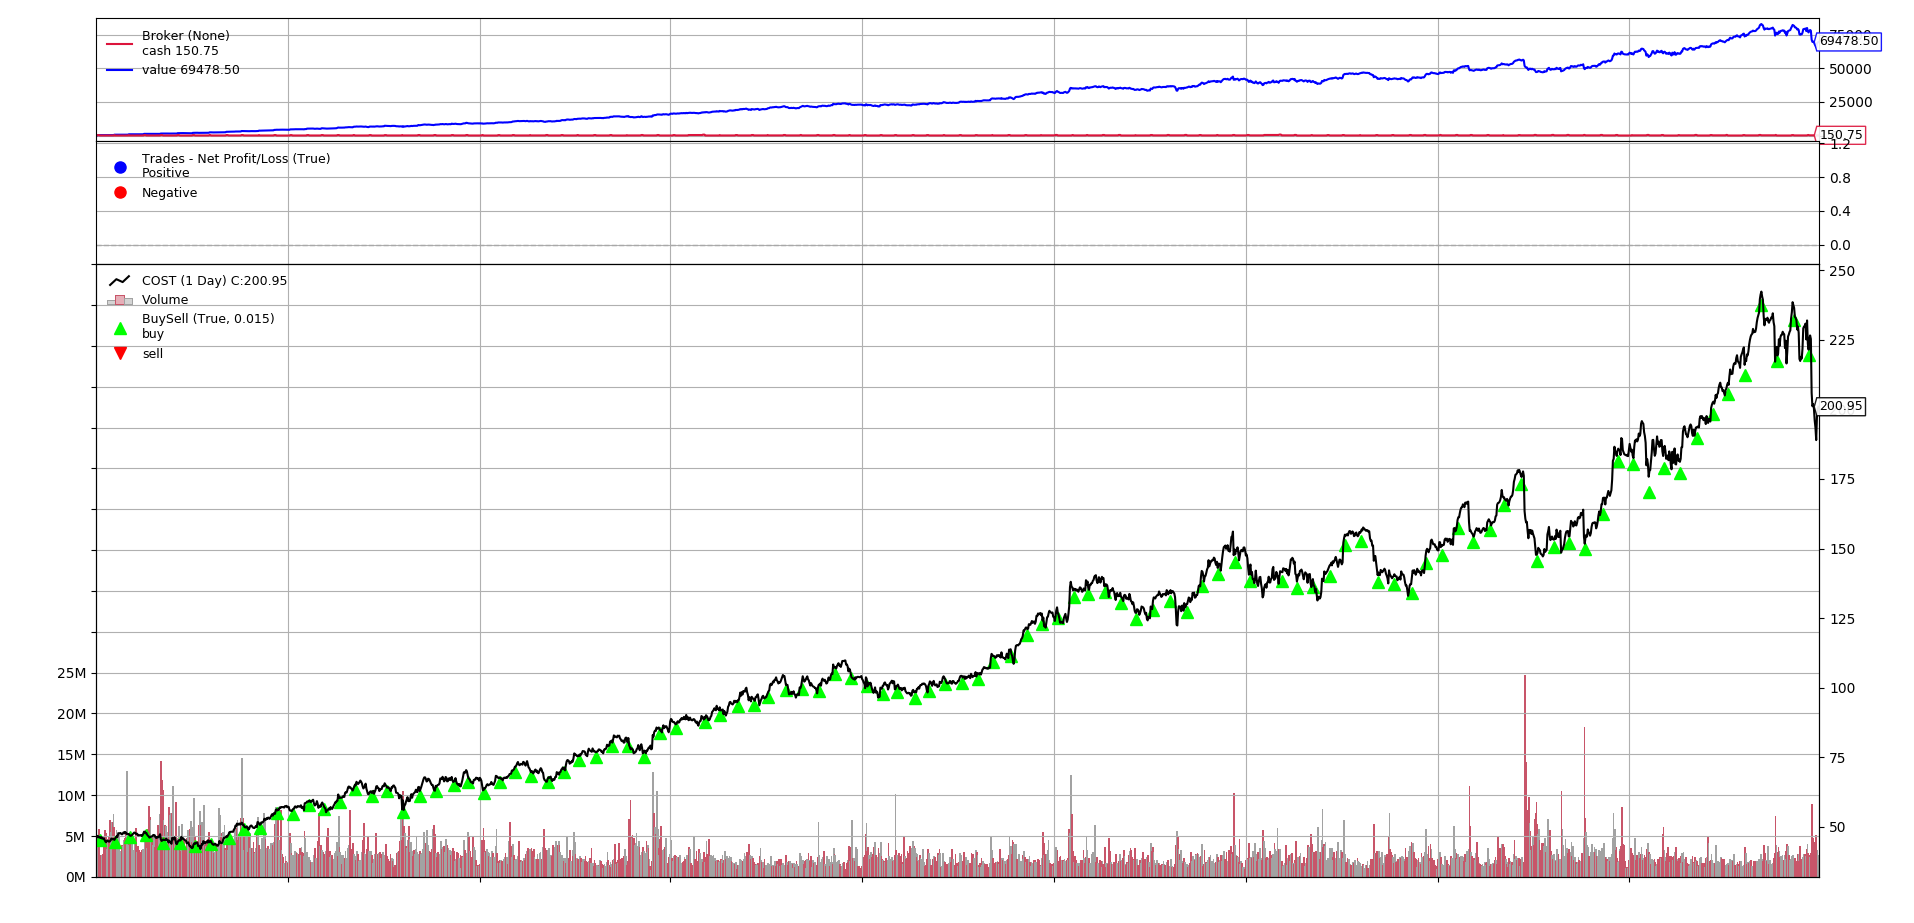 Broker (None)
cash 150.75
value 69478.50
75000
69478.50
50000
25000
150.75
Trades - Net Profit/Loss (True)
Positive
Negative
1.2
0.8
0.4
0.0
COST (1 Day) C:200.95
Volume
BuySell (True, 0.015)
buy
sell
250
225
200.95
175
150
125
100
75
50
25M
20M
15M
10M
5M
0M